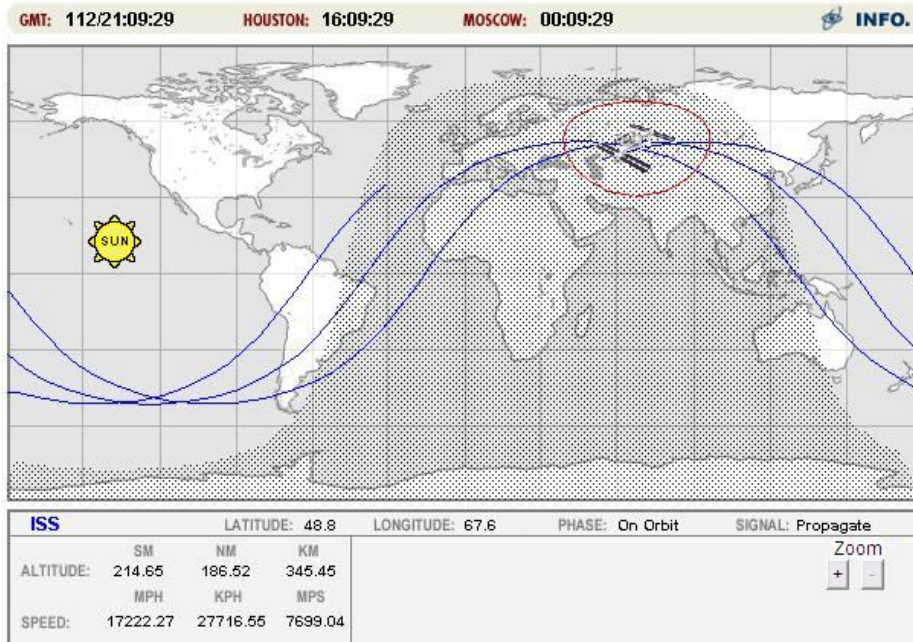 GMT: 112/21:09:29 HOUSTON: 16:09:29 MOSCOW: 00:09:29 INFO.
SUN
ISS LATITUDE: 48.8 LONGITUDE: 67.6 PHASE: On Orbit SIGNAL: Propagate
SM NM KM Zoom
ALTITUDE: 214.65 186.52 345.45 + -
MPH KPH MPS
SPEED: 17222.27 27716.55 7699.04